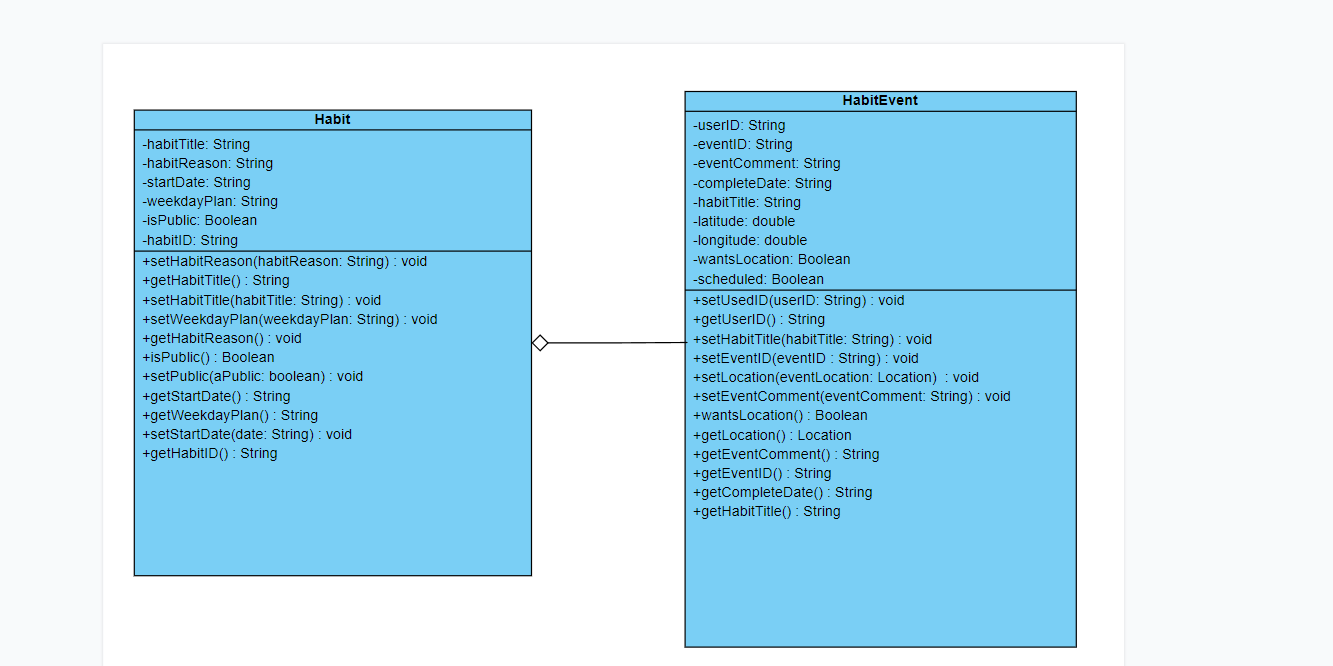 Habit
-habitTitle: String
-habitReason: String
-startDate: String
-weekdayPlan: String
-isPublic: Boolean
-habitID: String
+setHabitReason(habitReason: String) : void
+getHabitTitle() : String
+setHabitTitle(habitTitle: String) : void
+setWeekdayPlan(weekdayPlan: String) : void
+getHabitReason() : void
+isPublic() : Boolean
+setPublic(aPublic: boolean) : void
+getStartDate() : String
+getWeekdayPlan() : String
+setStartDate(date: String) : void
+getHabitID() : String
HabitEvent
-userID: String
-eventID: String
-eventComment: String
-completeDate: String
-habitTitle: String
-latitude: double
-longitude: double
-wantsLocation: Boolean
-scheduled: Boolean
+setUsedID(userID: String) : void
+getUserID() : String
+setHabitTitle(habitTitle: String) : void
+setEventID(eventID : String) : void
+setLocation(eventLocation: Location)  : void
+setEventComment(eventComment: String) : void
+wantsLocation() : Boolean
+getLocation() : Location
+getEventComment() : String
+getEventID() : String
+getCompleteDate() : String
+getHabitTitle() : String